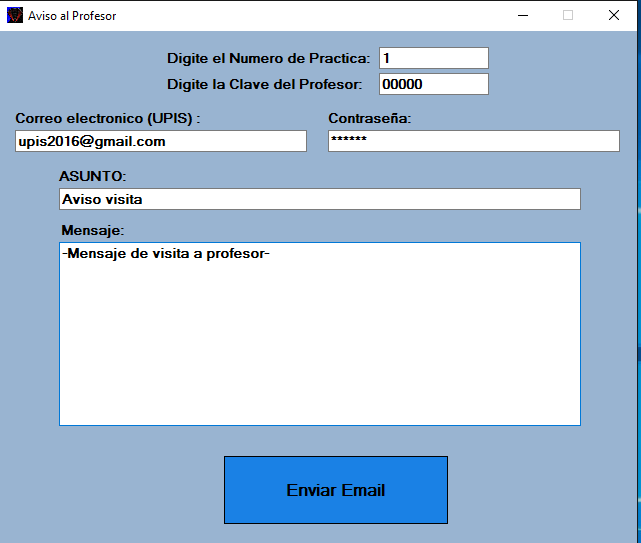 Aviso al Profesor
Digite el Numero de Practica: 1
Digite la Clave del Profesor: 00000
Correo electronico (UPIS) : Contraseña:
upis2016@gmail.com ******
ASUNTO:
Aviso visita
Mensaje:
-Mensaje de visita a profesor-
Enviar Email